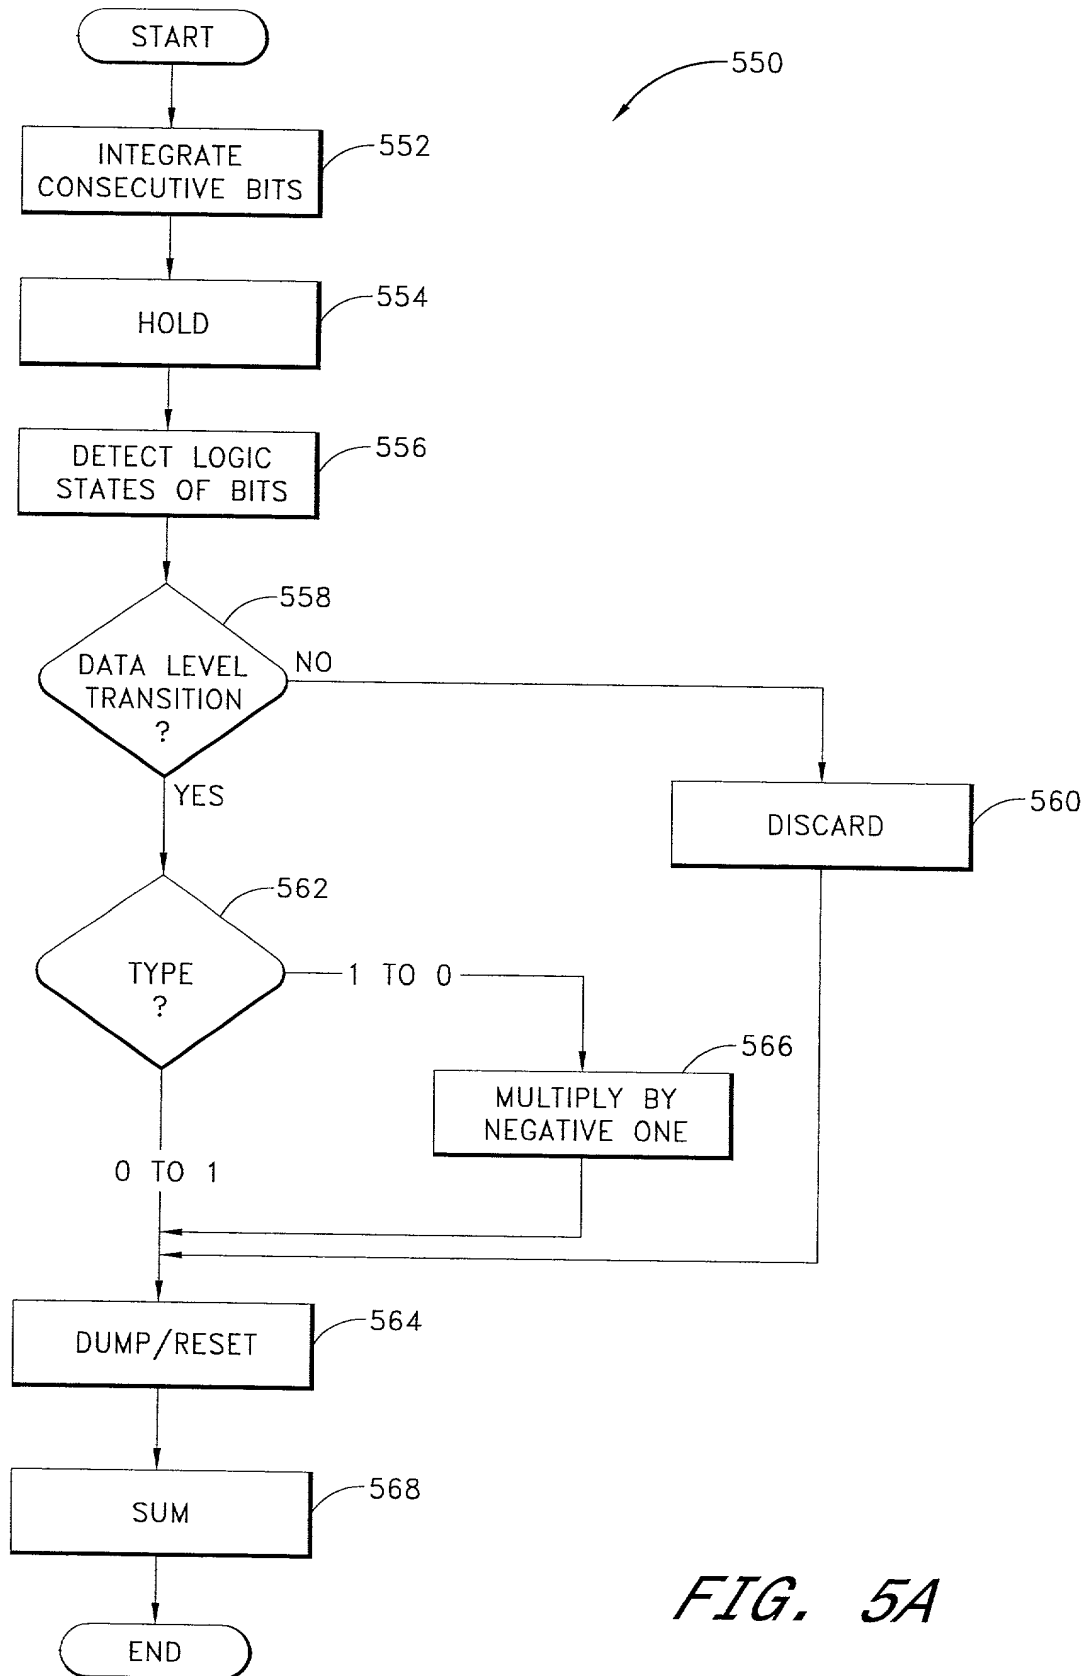 START
550
INTEGRATE
CONSECUTIVE BITS
552
HOLD
554
DETECT LOGIC
STATES OF BITS
556
558
DATA LEVEL
TRANSITION
?
NO
YES
DISCARD
560
562
TYPE
?
1 TO 0
566
MULTIPLY BY
NEGATIVE ONE
0 TO 1
DUMP/RESET
564
SUM
568
END
FIG. 5A